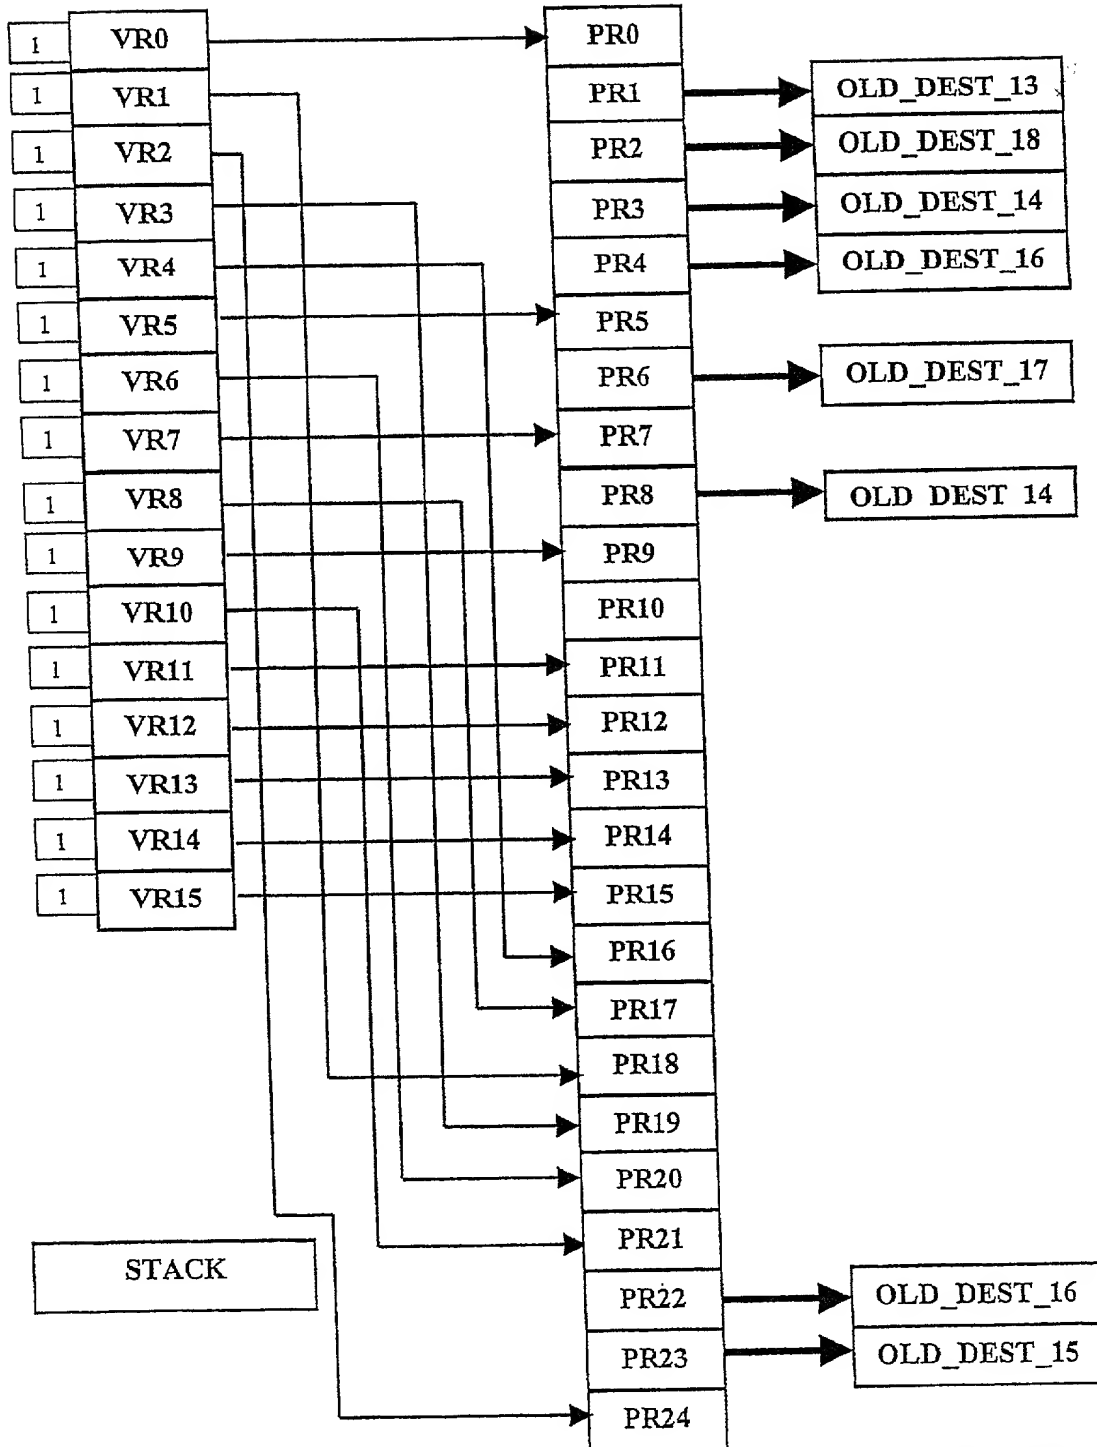 1 VR0 PR0
1 VR1 PR1 OLD_DEST_13
1 VR2 PR2 OLD_DEST_18
1 VR3 PR3 OLD_DEST_14
1 VR4 PR4 OLD_DEST_16
1 VR5 PR5
1 VR6 PR6 OLD_DEST_17
1 VR7 PR7
1 VR8 PR8 OLD DEST 14
1 VR9 PR9
1 VR10 PR10
1 VR11 PR11
1 VR12 PR12
1 VR13 PR13
1 VR14 PR14
1 VR15 PR15
PR16
PR17
PR18
PR19
PR20
STACK PR21
PR22 OLD_DEST_16
PR23 OLD_DEST_15
PR24